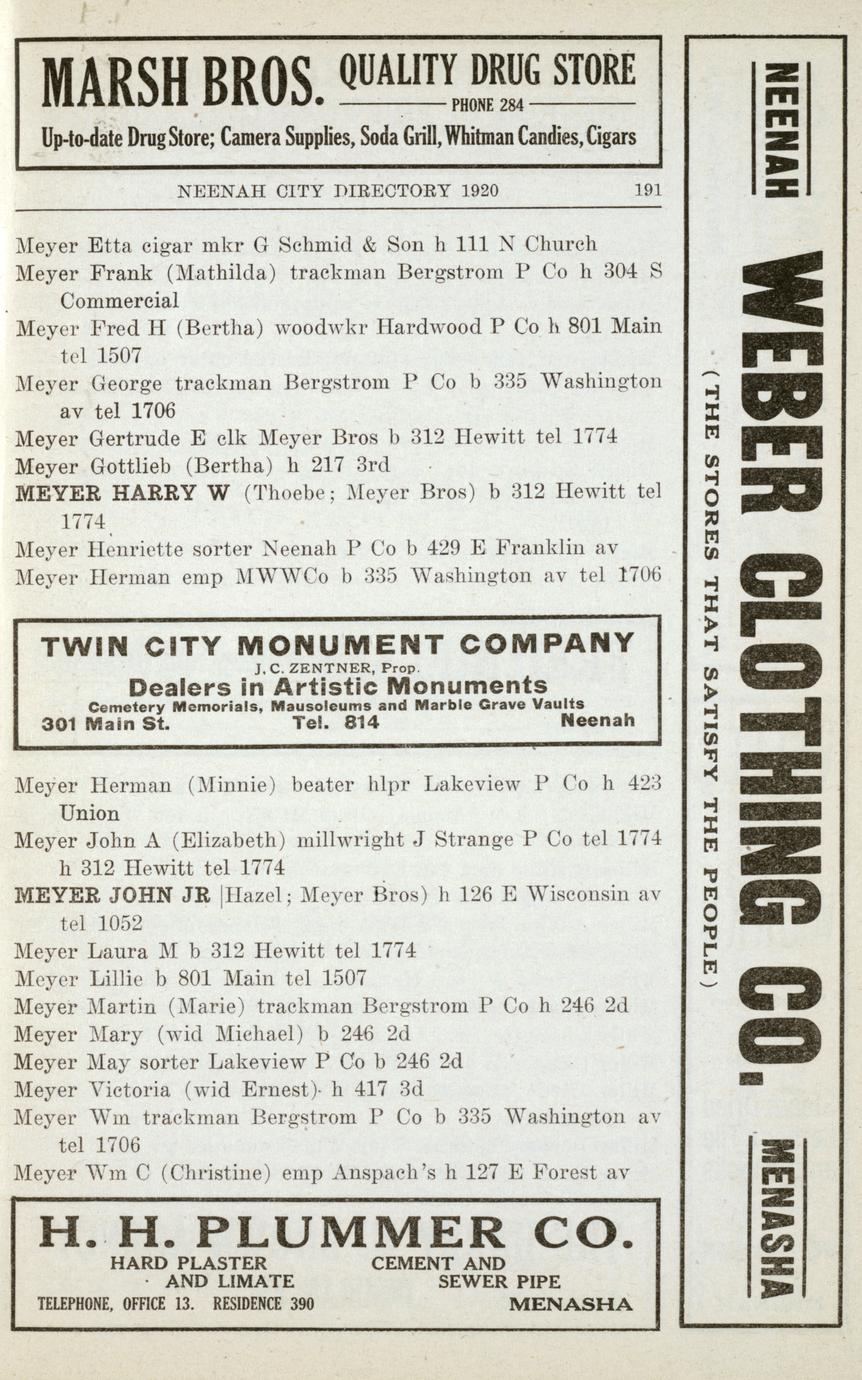 MARSH BROS. QUALITY DRUG STORE
PHONE 284
Up-to-date Drug Store; Camera Supplies, Soda Grill, Whitman Candies, Cigars
NEENAH CITY DIRECTORY 1920 191
Meyer Etta cigar mkr G Schmid & Son h 111 N Church
Meyer Frank (Mathilda) trackman Bergstrom P Co h 304 S
Commercial
Meyer Fred H (Bertha) woodwkr Hardwood P Co h 801 Main
tel 1507
Meyer George trackman Bergstrom P Co b 335 Washington
av tel 1706
Meyer Gertrude E clk Meyer Bros b 312 Hewitt tel 1774
Meyer Gottlieb (Bertha) h 217 3rd
MEYER HARRY W (Thoebe; Meyer Bros) b 312 Hewitt tel
1774
Meyer Henriette sorter Neenah P Co b 429 E Franklin av
Meyer Herman emp MWWCo b 335 Washington av tel 1706
TWIN CITY MONUMENT COMPANY
J. C. ZENTNER, Prop.
Dealers in Artistic Monuments
Cemetery Memorials, Mausoleums and Marble Grave Vaults
301 Main St. Tel. 814 Neenah
Meyer Herman (Minnie) beater hlpr Lakeview P Co h 423
Union
Meyer John A (Elizabeth) millwright J Strange P Co tel 1774
h 312 Hewitt tel 1774
MEYER JOHN JR |Hazel; Meyer Bros) h 126 E Wisconsin av
tel 1052
Meyer Laura M b 312 Hewitt tel 1774
Meyer Lillie b 801 Main tel 1507
Meyer Martin (Marie) trackman Bergstrom P Co h 246 2d
Meyer Mary (wid Michael) b 246 2d
Meyer May sorter Lakeview P Co b 246 2d
Meyer Victoria (wid Ernest) h 417 3d
Meyer Wm trackman Bergstrom P Co b 335 Washington av
tel 1706
Meyer Wm C (Christine) emp Anspach's h 127 E Forest av
H. H. PLUMMER CO.
HARD PLASTER CEMENT AND
AND LIMATE SEWER PIPE
TELEPHONE, OFFICE 13. RESIDENCE 390 MENASHA
NEENAH WEBER CLOTHING CO. MENASHA
(THE STORES THAT SATISFY THE PEOPLE)